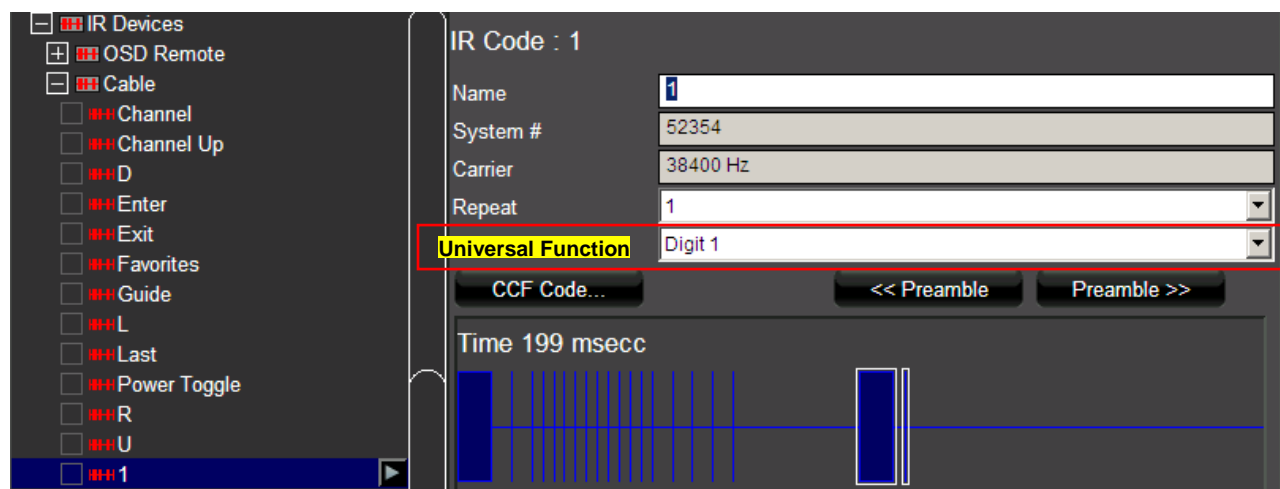 IR Devices
OSD Remote
Cable
Channel
Channel Up
D
Enter
Exit
Favorites
Guide
L
Last
Power Toggle
R
U
1
IR Code : 1
Name 1
System # 52354
Carrier 38400 Hz
Repeat 1
Universal Function Digit 1
CCF Code... << Preamble Preamble >>
Time 199 msecc